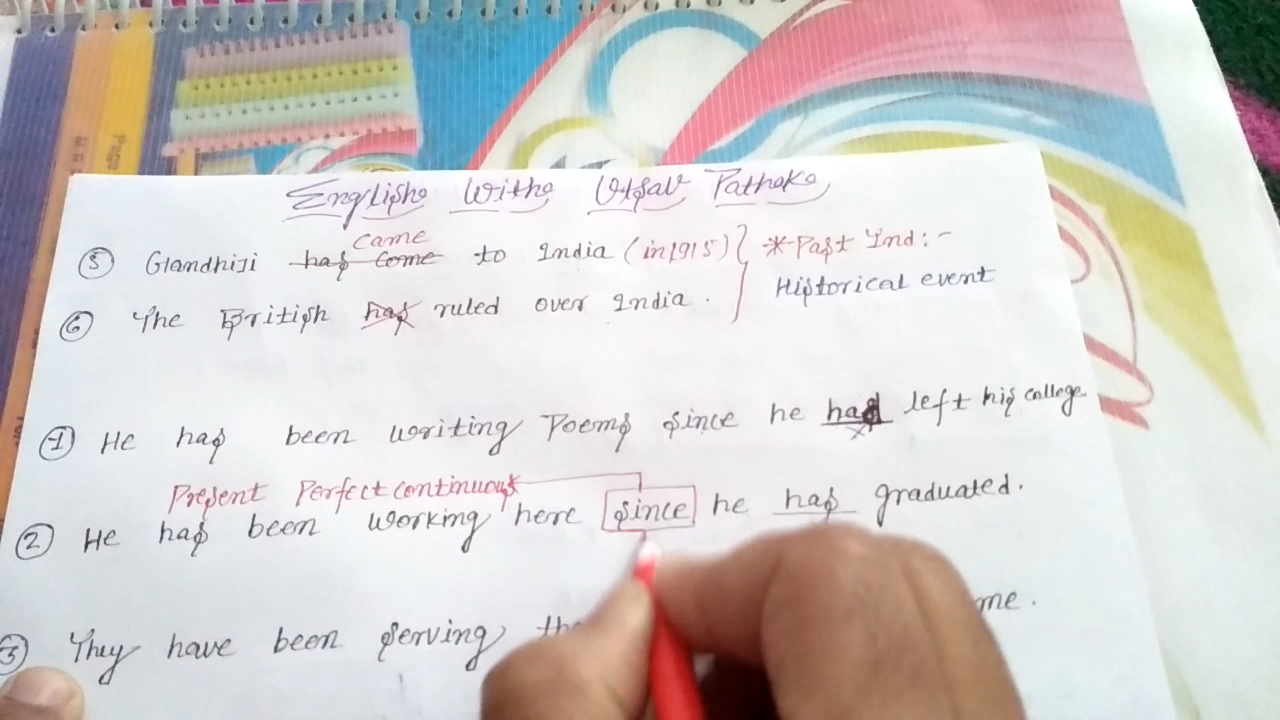 English With Utsav Pathak
came
⑤ Gandhiji has come to India (in 1915) } * Past Ind:-
⑥ The British has ruled over India . Historical event
① He has been writing Poems since he had left his college.
Present Perfect continuous
② He has been working here since he has graduated.
③ They have been serving me .